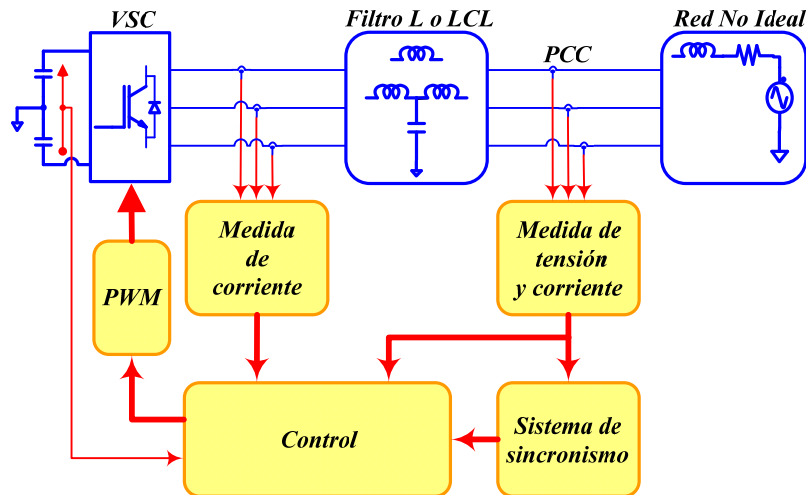 VSC
Filtro L o LCL
Red No Ideal
PCC
Medida
de
corriente
Medida de
tensión
y corriente
PWM
Control
Sistema de
sincronismo